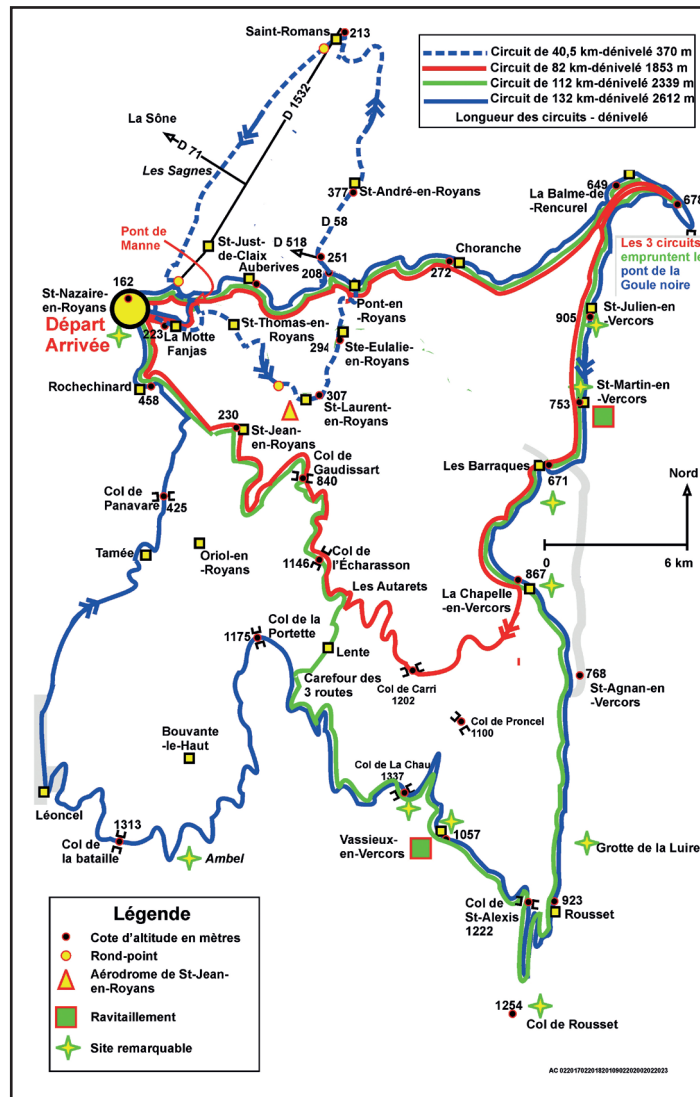 Saint-Romans
213
Circuit de 40,5 km-dénivelé 370 m
Circuit de 82 km-dénivelé 1853 m
Circuit de 112 km-dénivelé 2339 m
Circuit de 132 km-dénivelé 2612 m
Longueur des circuits - dénivelé
D 1532
La Sône
D 71
Les Sagnes
377
St-André-en-Royans
649
La Balme-de
-Rencurel
678
D 58
Pont de
Manne
St-Just-
de-Claix
D 518
251
Choranche
Les 3 circuits
empruntent le
pont de la
Goule noire
Auberives
208
272
162
St-Nazaire-
en-Royans
Départ
Arrivée
223
La Motte
Fanjas
St-Thomas-en-
Royans
Pont-en
-Royans
294
Ste-Eulalie-
en-Royans
905
St-Julien-en
-Vercors
Rochechinard
458
307
St-Laurent-
en-Royans
753
St-Martin-en
-Vercors
230
St-Jean-
en-Royans
Col de
Gaudissart
840
Les Barraques
671
Nord
Col de
Panavare
425
Tamée
Oriol-en
-Royans
1146
Col de
l'Écharasson
0
6 km
867
La Chapelle
-en-Vercors
Les Autarets
Col de la
Portette
1175
Lente
Col de Carri
1202
768
St-Agnan-en
-Vercors
Carefour des
3 routes
Col de Proncel
1100
Bouvante
-le-Haut
Col de La Chau
1337
Léoncel
1313
Col de
la bataille
Ambel
1057
Vassieux-
en-Vercors
Grotte de la Luire
Col de
St-Alexis
1222
923
Rousset
1254
Col de Rousset
Légende
Cote d'altitude en mètres
Rond-point
Aérodrome de St-Jean-
en-Royans
Ravitaillement
Site remarquable
AC 0220170220182010902202002022023